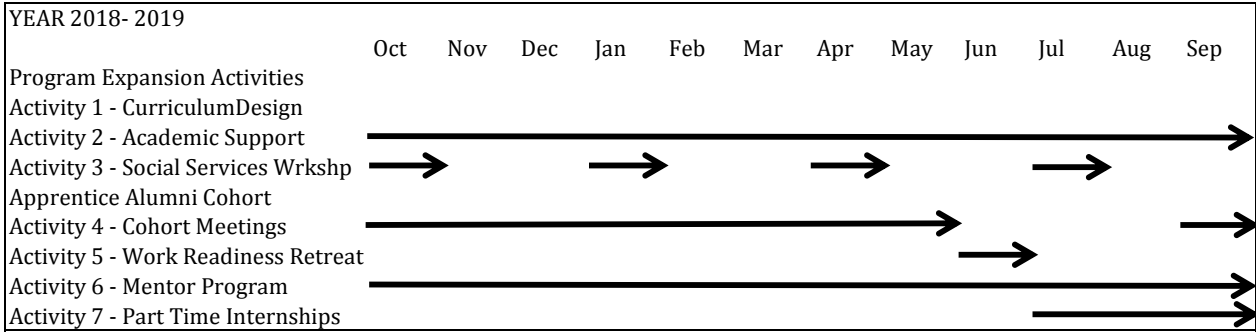 YEAR 2018- 2019
Oct Nov Dec Jan Feb Mar Apr May Jun Jul Aug Sep
Program Expansion Activities
Activity 1 - CurriculumDesign
Activity 2 - Academic Support
Activity 3 - Social Services Wrkshp
Apprentice Alumni Cohort
Activity 4 - Cohort Meetings
Activity 5 - Work Readiness Retreat
Activity 6 - Mentor Program
Activity 7 - Part Time Internships